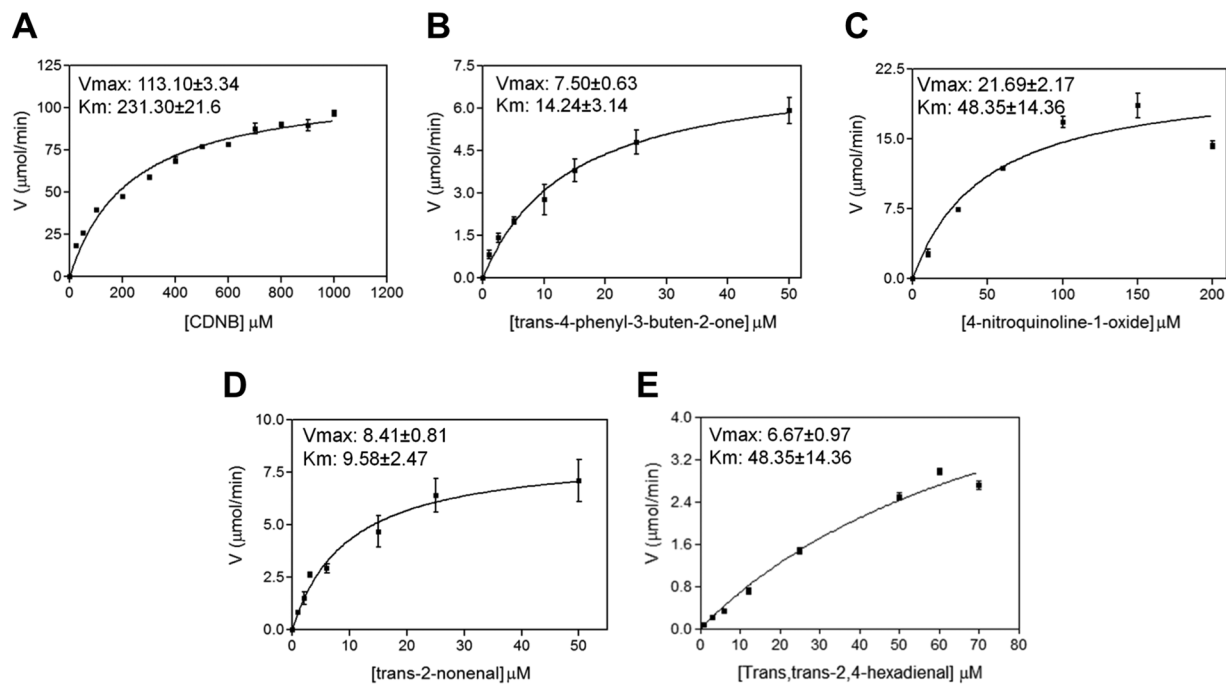 A
Vmax: 113.10±3.34
Km: 231.30±21.6
V (μmol/min)
125
100
75
50
25
0
0 200 400 600 800 1000 1200
[CDNB] μM
B
Vmax: 7.50±0.63
Km: 14.24±3.14
V (μmol/min)
7.5
6.0
4.5
3.0
1.5
0.0
0 10 20 30 40 50
[trans-4-phenyl-3-buten-2-one] μM
C
Vmax: 21.69±2.17
Km: 48.35±14.36
V (μmol/min)
22.5
15.0
7.5
0.0
0 50 100 150 200
[4-nitroquinoline-1-oxide] μM
D
Vmax: 8.41±0.81
Km: 9.58±2.47
V (μmol/min)
10.0
7.5
5.0
2.5
0.0
0 10 20 30 40 50
[trans-2-nonenal] μM
E
Vmax: 6.67±0.97
Km: 48.35±14.36
V (μmol/min)
4.0
3.2
2.4
1.6
0.8
0.0
0 10 20 30 40 50 60 70 80
[Trans,trans-2,4-hexadienal] μM